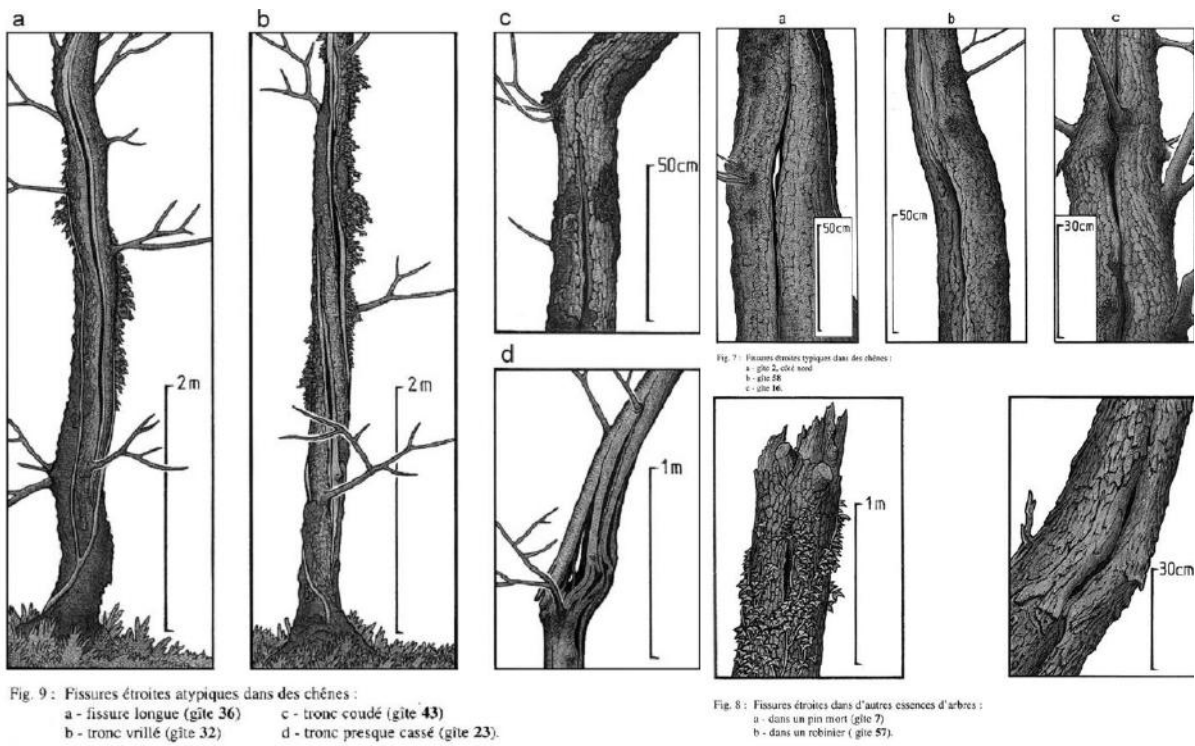 a
2m
b
2m
c
50cm
d
1m
Fig. 9 : Fissures étroites atypiques dans des chênes :
a - fissure longue (gîte 36) c - tronc coudé (gîte 43)
b - tronc vrillé (gîte 32) d - tronc presque cassé (gîte 23).
a
50cm
b
50cm
c
30cm
Fig. 7 : Fissures étroites typiques dans des chênes :
a - gîte 2, côté nord
b - gîte 58
c - gîte 16.
1m
30cm
Fig. 8 : Fissures étroites dans d'autres essences d'arbres :
a - dans un pin mort (gîte 7)
b - dans un robinier ( gîte 57).